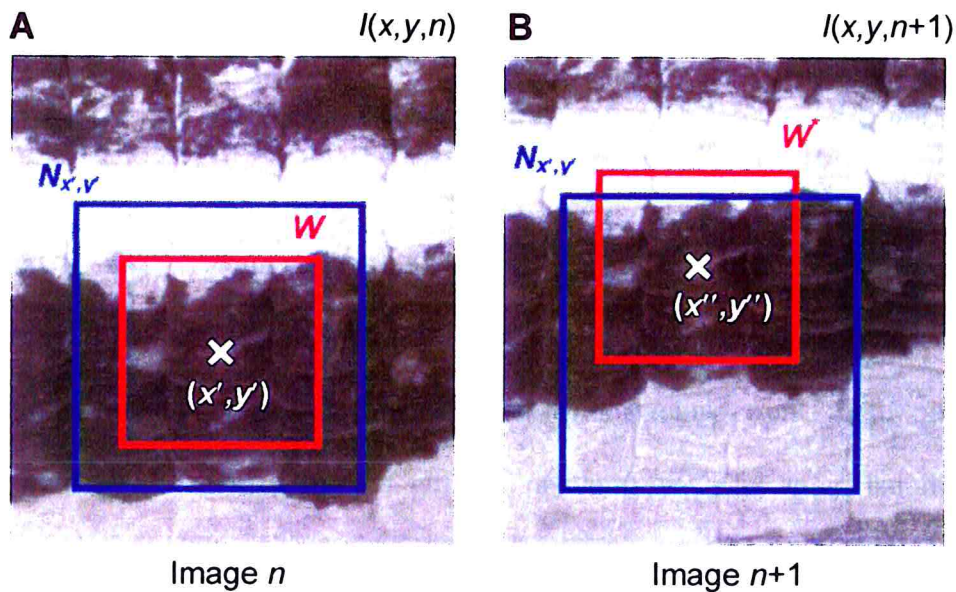 A
I(x,y,n)
N_{x',y'}
W
(x',y')
Image n
B
I(x,y,n+1)
W*
N_{x',y'}
(x'',y'')
Image n+1